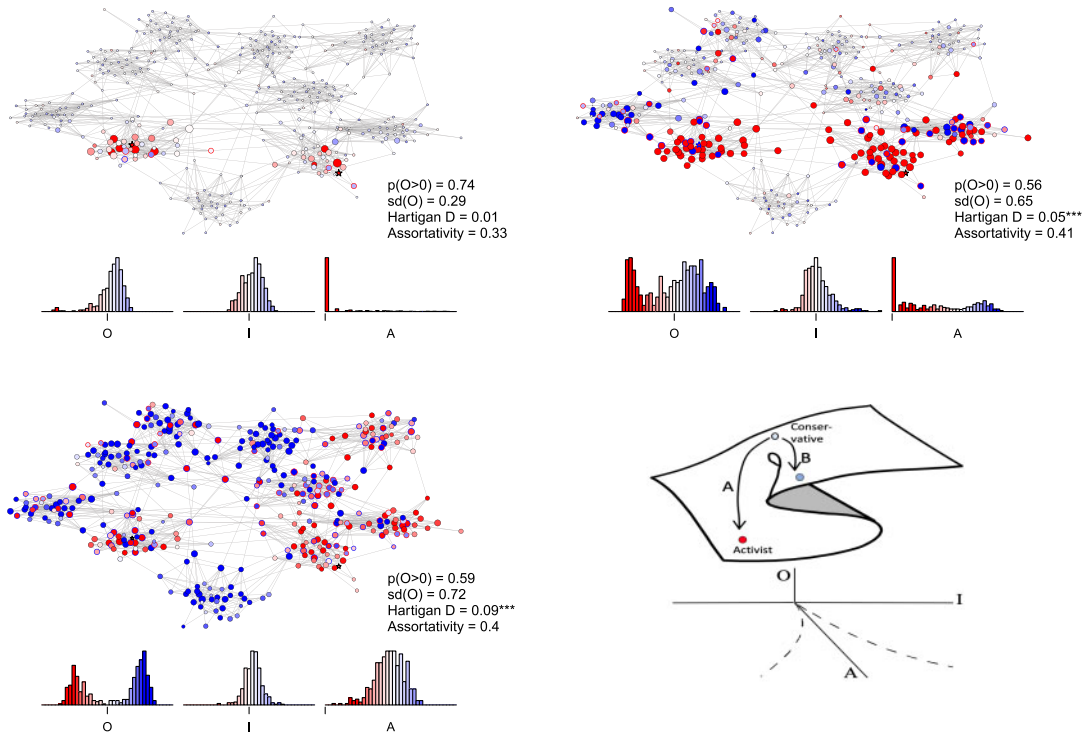 p(O>0) = 0.74
sd(O) = 0.29
Hartigan D = 0.01
Assortativity = 0.33
O
I
A
p(O>0) = 0.56
sd(O) = 0.65
Hartigan D = 0.05***
Assortativity = 0.41
O
I
A
p(O>0) = 0.59
sd(O) = 0.72
Hartigan D = 0.09***
Assortativity = 0.4
O
I
A
Conser-
vative
B
A
Activist
O
I
A